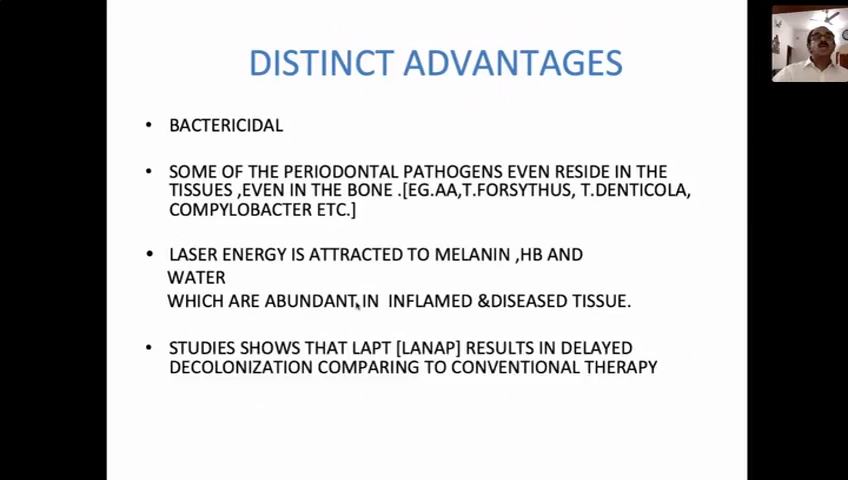 DISTINCT ADVANTAGES
• BACTERICIDAL
• SOME OF THE PERIODONTAL PATHOGENS EVEN RESIDE IN THE
TISSUES ,EVEN IN THE BONE .[EG.AA,T.FORSYTHUS, T.DENTICOLA,
COMPYLOBACTER ETC.]
• LASER ENERGY IS ATTRACTED TO MELANIN ,HB AND
WATER
WHICH ARE ABUNDANT IN INFLAMED &DISEASED TISSUE.
• STUDIES SHOWS THAT LAPT [LANAP] RESULTS IN DELAYED
DECOLONIZATION COMPARING TO CONVENTIONAL THERAPY